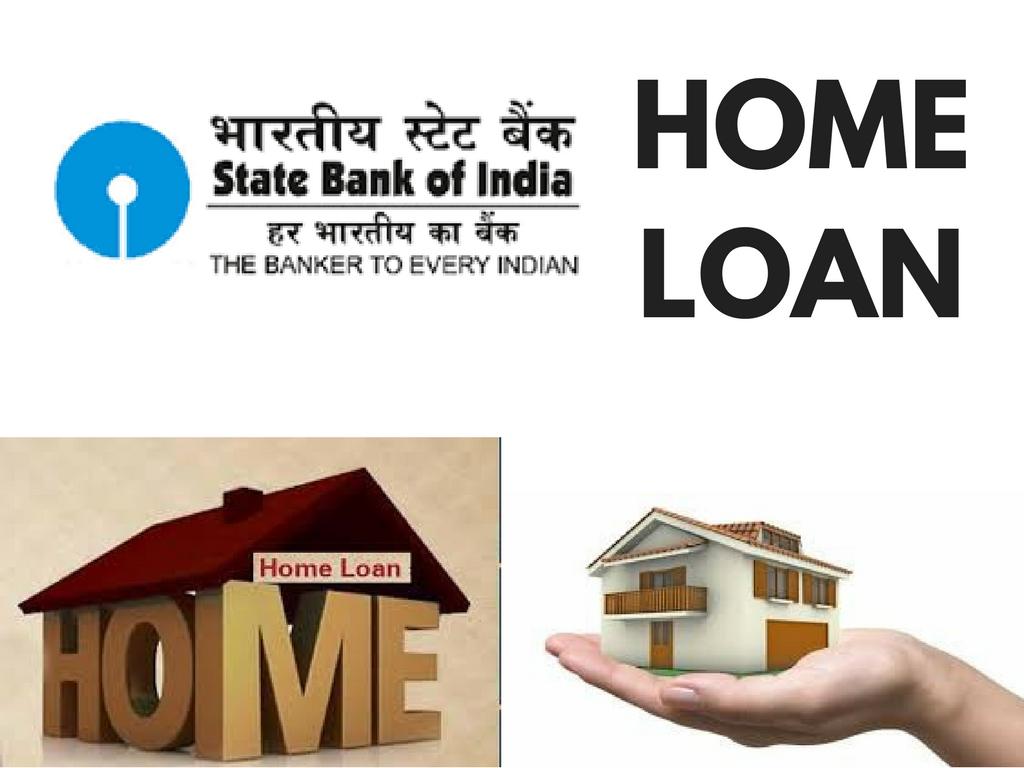 भारतीय स्टेट बैंक
State Bank of India
हर भारतीय का बैंक
THE BANKER TO EVERY INDIAN
HOME
LOAN
Home Loan
HOME